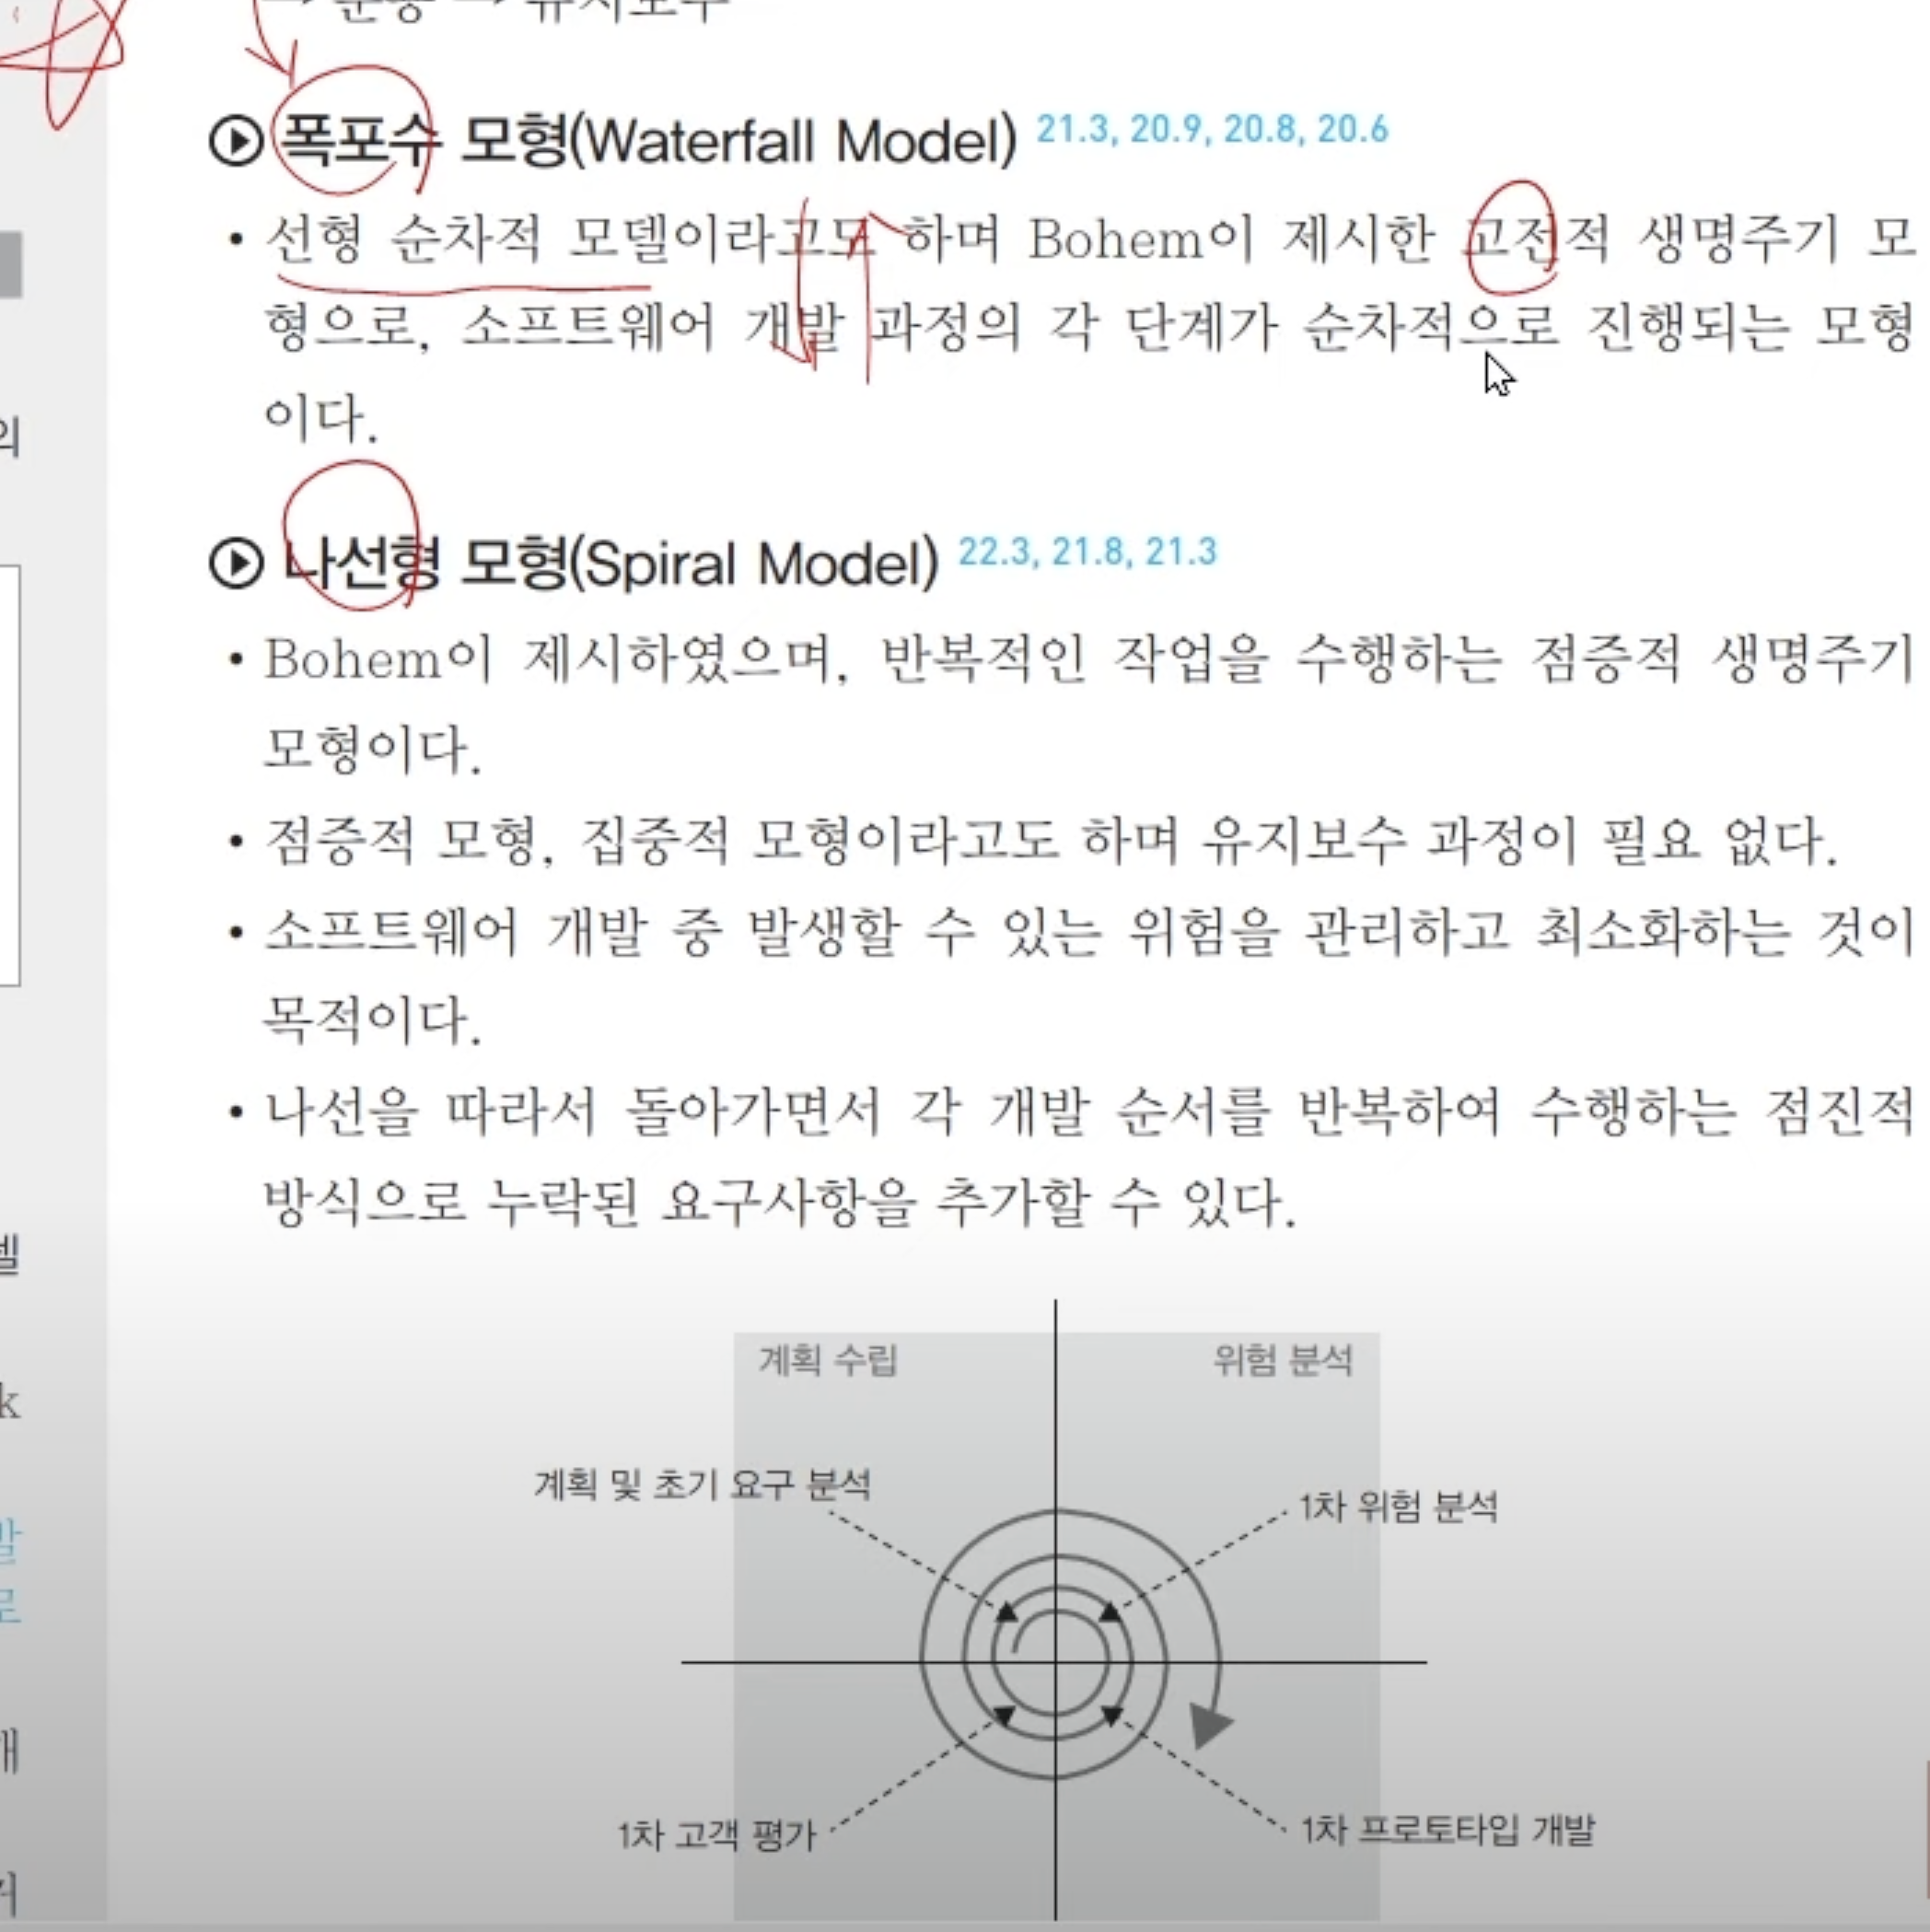 폭포수 모형(Waterfall Model) 21.3, 20.9, 20.8, 20.6
• 선형 순차적 모델이라고도 하며 Bohem이 제시한 고전적 생명주기 모
형으로, 소프트웨어 개발 과정의 각 단계가 순차적으로 진행되는 모형
이다.
나선형 모형(Spiral Model) 22.3, 21.8, 21.3
• Bohem이 제시하였으며, 반복적인 작업을 수행하는 점증적 생명주기
모형이다.
• 점증적 모형, 집중적 모형이라고도 하며 유지보수 과정이 필요 없다.
• 소프트웨어 개발 중 발생할 수 있는 위험을 관리하고 최소화하는 것이
목적이다.
• 나선을 따라서 돌아가면서 각 개발 순서를 반복하여 수행하는 점진적
방식으로 누락된 요구사항을 추가할 수 있다.
계획 수립
위험 분석
계획 및 초기 요구 분석
1차 위험 분석
1차 고객 평가
1차 프로토타입 개발